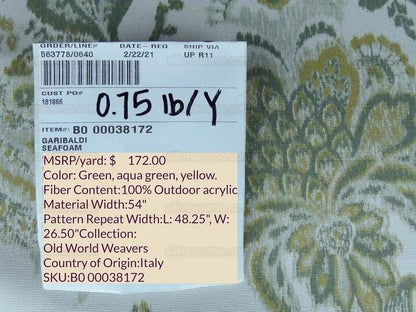 ORDER/LINE# DATE-REQ SHIP VIA
563778/0640 2/22/21 UP R11
CUST PO#
181866
0.75 lb/Y
ITEM#: B0 00038172
GARIBALDI
SEAFOAM
MSRP/yard: $ 172.00
Color: Green, aqua green, yellow.
Fiber Content:100% Outdoor acrylic
Material Width:54"
Pattern Repeat Width:L: 48.25", W:
26.50"Collection:
Old World Weavers
Country of Origin:Italy
SKU:B0 00038172